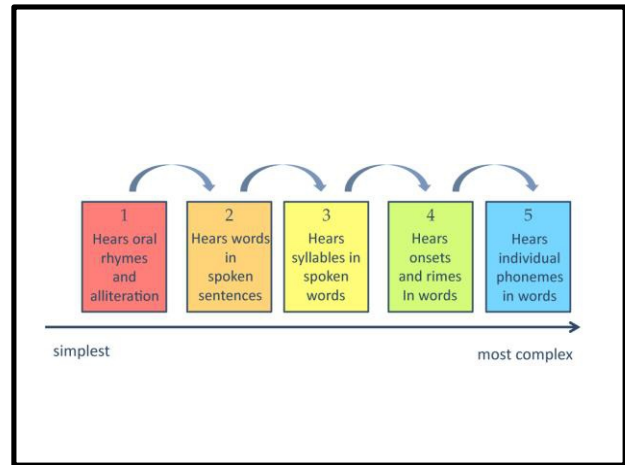 1
Hears oral
rhymes
and
alliteration
2
Hears words
in
spoken
sentences
3
Hears
syllables in
spoken
words
4
Hears
onsets
and rimes
In words
5
Hears
individual
phonemes
in words
simplest
most complex